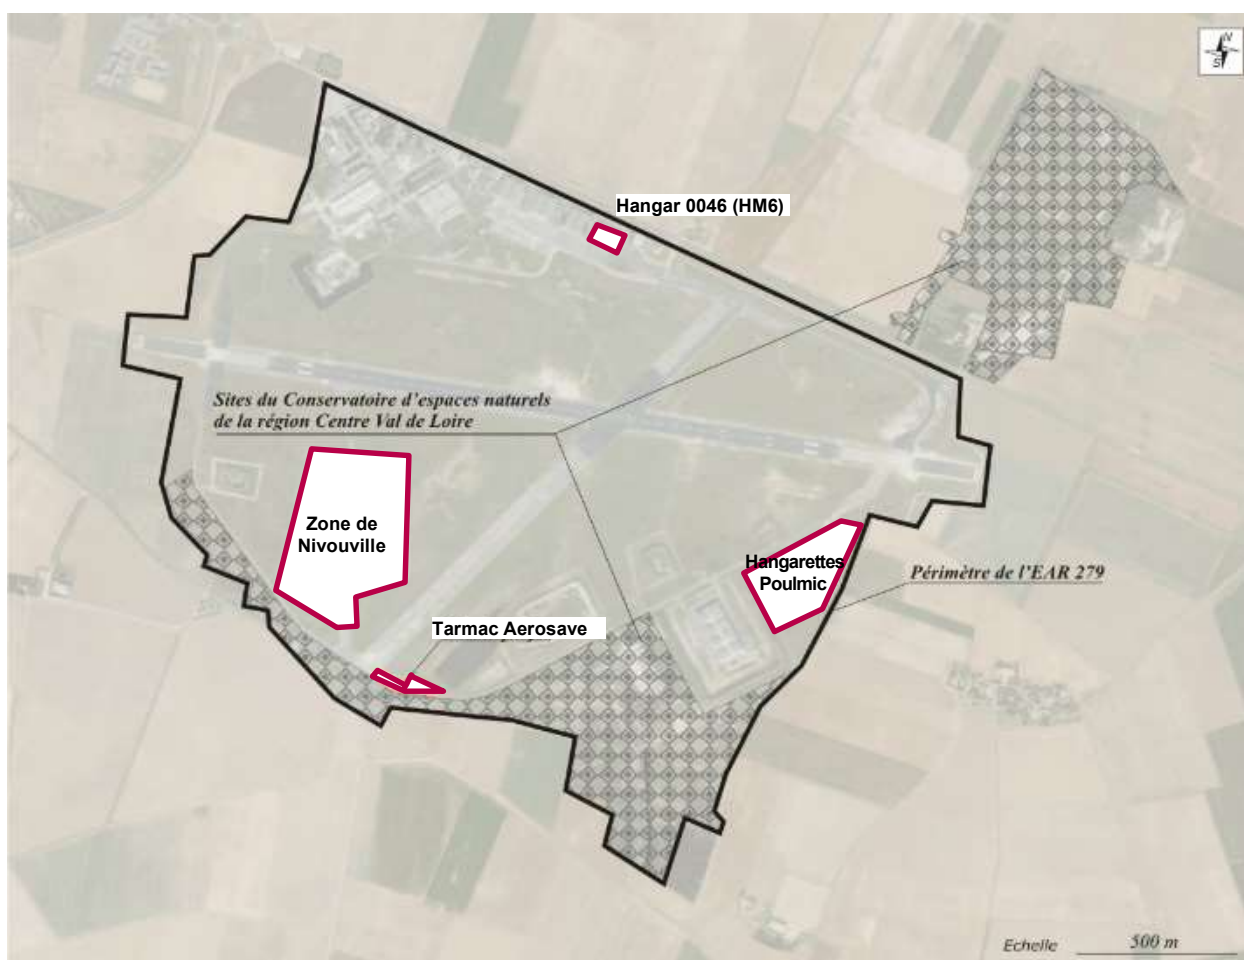 N
S
Hangar 0046 (HM6)
Sites du Conservatoire d'espaces naturels
de la région Centre Val de Loire
Zone de
Nivouville
Hangarettes
Poulmic
Périmètre de l'EAR 279
Tarmac Aerosave
Echelle 500 m